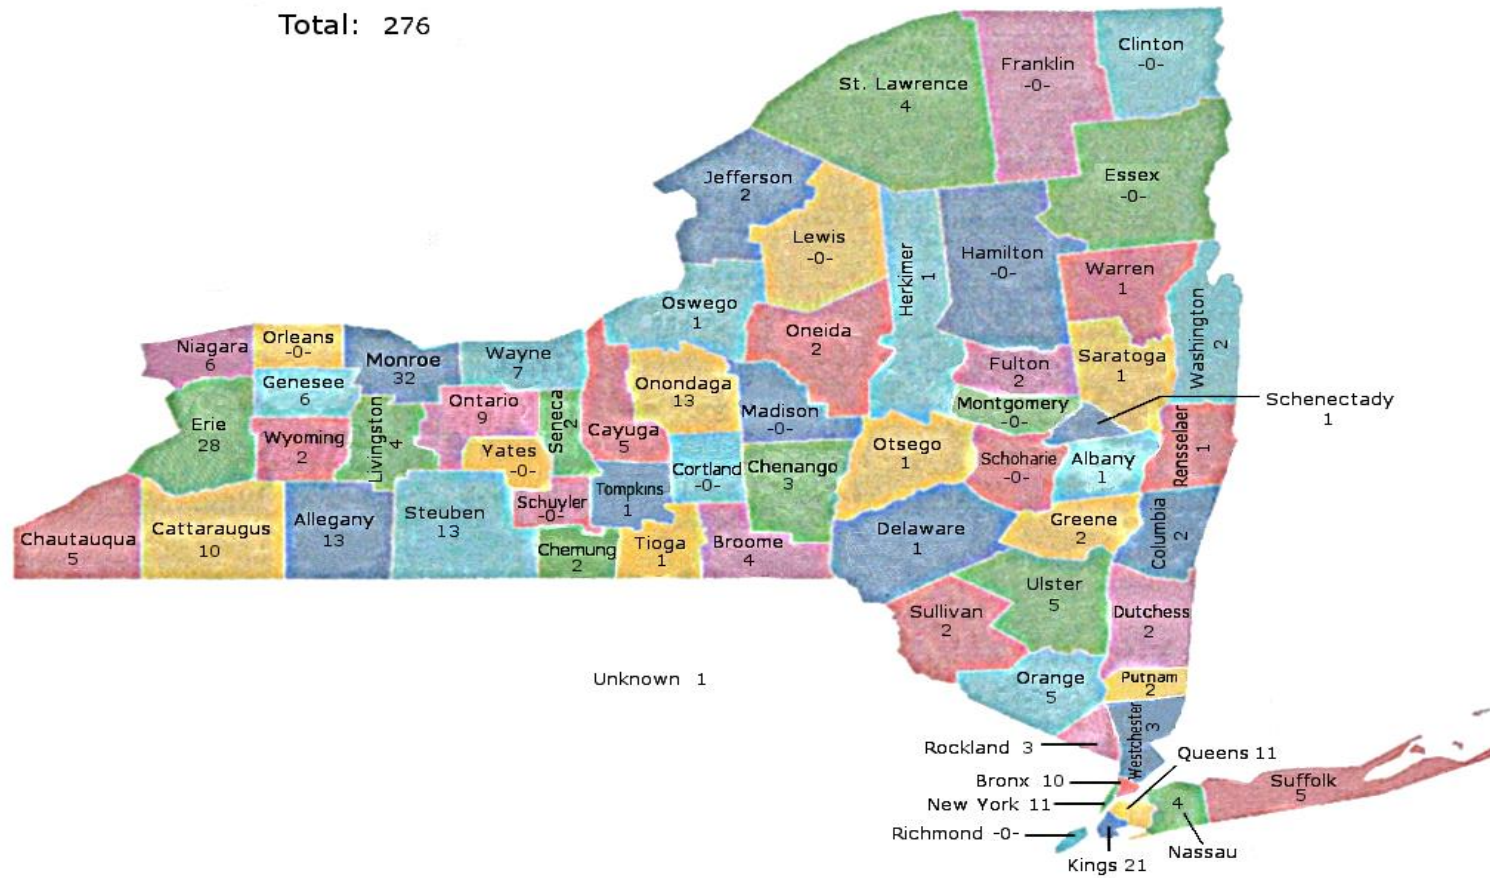 Total: 276
Clinton
-0-
Franklin
-0-
St. Lawrence
4
Essex
-0-
Jefferson
2
Lewis
-0-
Herkimer
1
Hamilton
-0-
Warren
1
Washington
2
Oswego
1
Oneida
2
Niagara
6
Orleans
-0-
Monroe
32
Wayne
7
Fulton
2
Saratoga
1
Genesee
6
Onondaga
13
Ontario
9
Seneca
2
Cayuga
5
Madison
-0-
Montgomery
-0-
Schenectady
1
Erie
28
Wyoming
2
Livingston
4
Yates
-0-
Cortland
-0-
Chenango
3
Otsego
1
Schoharie
-0-
Albany
1
Rensselaer
1
Schuyler
-0-
Tompkins
1
Chautauqua
5
Cattaraugus
10
Allegany
13
Steuben
13
Chemung
2
Tioga
1
Broome
4
Delaware
1
Greene
2
Columbia
2
Ulster
5
Sullivan
2
Dutchess
2
Unknown 1
Orange
5
Putnam
2
Westchester
3
Rockland 3
Queens 11
Bronx 10
Suffolk
5
New York 11
4
Nassau
Richmond -0-
Kings 21